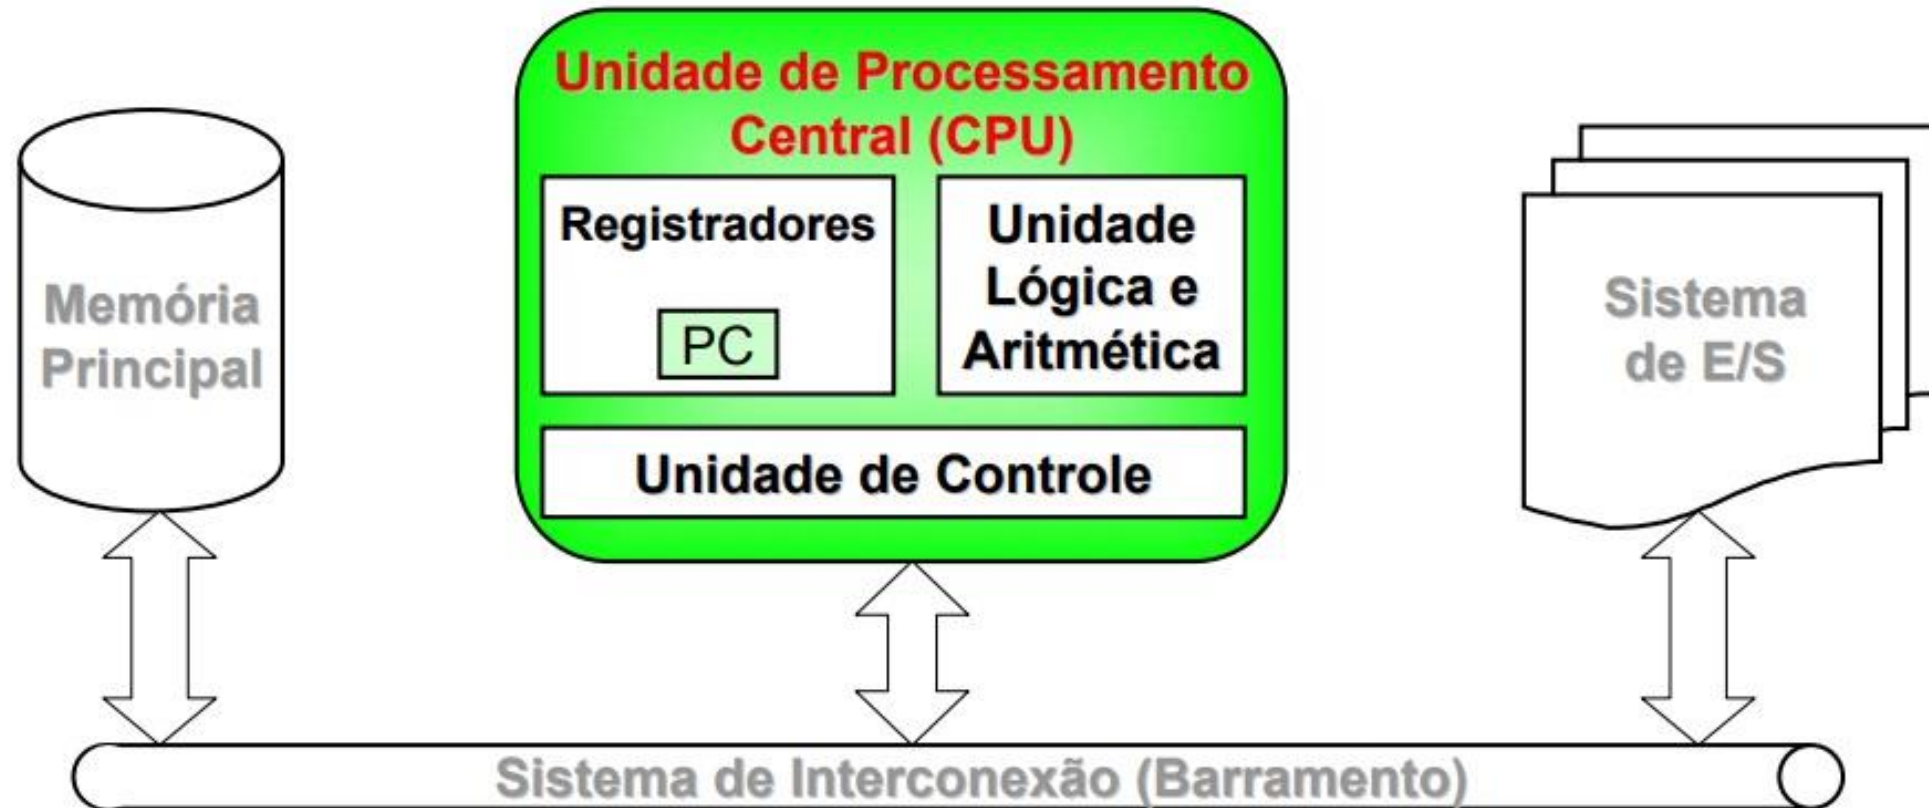 Unidade de Processamento
Central (CPU)
Registradores
PC
Unidade
Lógica e
Aritmética
Unidade de Controle
Memória
Principal
Sistema
de E/S
Sistema de Interconexão (Barramento)